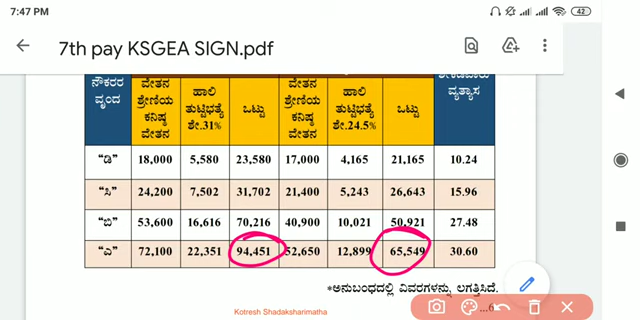 7:47 PM
42
7th pay KSGEA SIGN.pdf
ನೌಕರರ ವೃಂದ
ವೇತನ ಶ್ರೇಣಿಯ ಕನಿಷ್ಠ ವೇತನ
ಹಾಲಿ ತುಟ್ಟಿಭತ್ಯೆ ಶೇ.31%
ಒಟ್ಟು
ವೇತನ ಶ್ರೇಣಿಯ ಕನಿಷ್ಠ ವೇತನ
ಹಾಲಿ ತುಟ್ಟಿಭತ್ಯೆ ಶೇ.24.5%
ಒಟ್ಟು
ವ್ಯತ್ಯಾಸ
“ಡಿ” 18,000 5,580 23,580 17,000 4,165 21,165 10.24
“ಸಿ” 24,200 7,502 31,702 21,400 5,243 26,643 15.96
“ಬಿ” 53,600 16,616 70,216 40,900 10,021 50,921 27.48
“ಎ” 72,100 22,351 94,451 52,650 12,899 65,549 30.60
*ಅನುಬಂಧದಲ್ಲಿ ವಿವರಗಳನ್ನು ಲಗತ್ತಿಸಿದೆ.
...6
Kotresh Shadaksharimatha